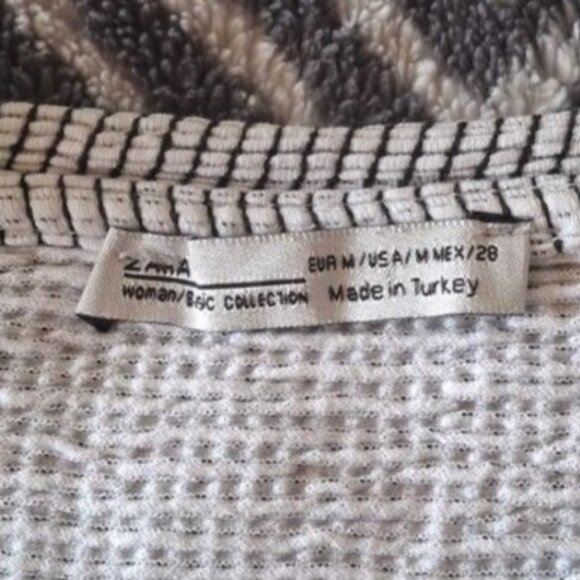 ZARA
Woman/Basic COLLECTION
EUR M/USA/M MEX/28
Made in Turkey